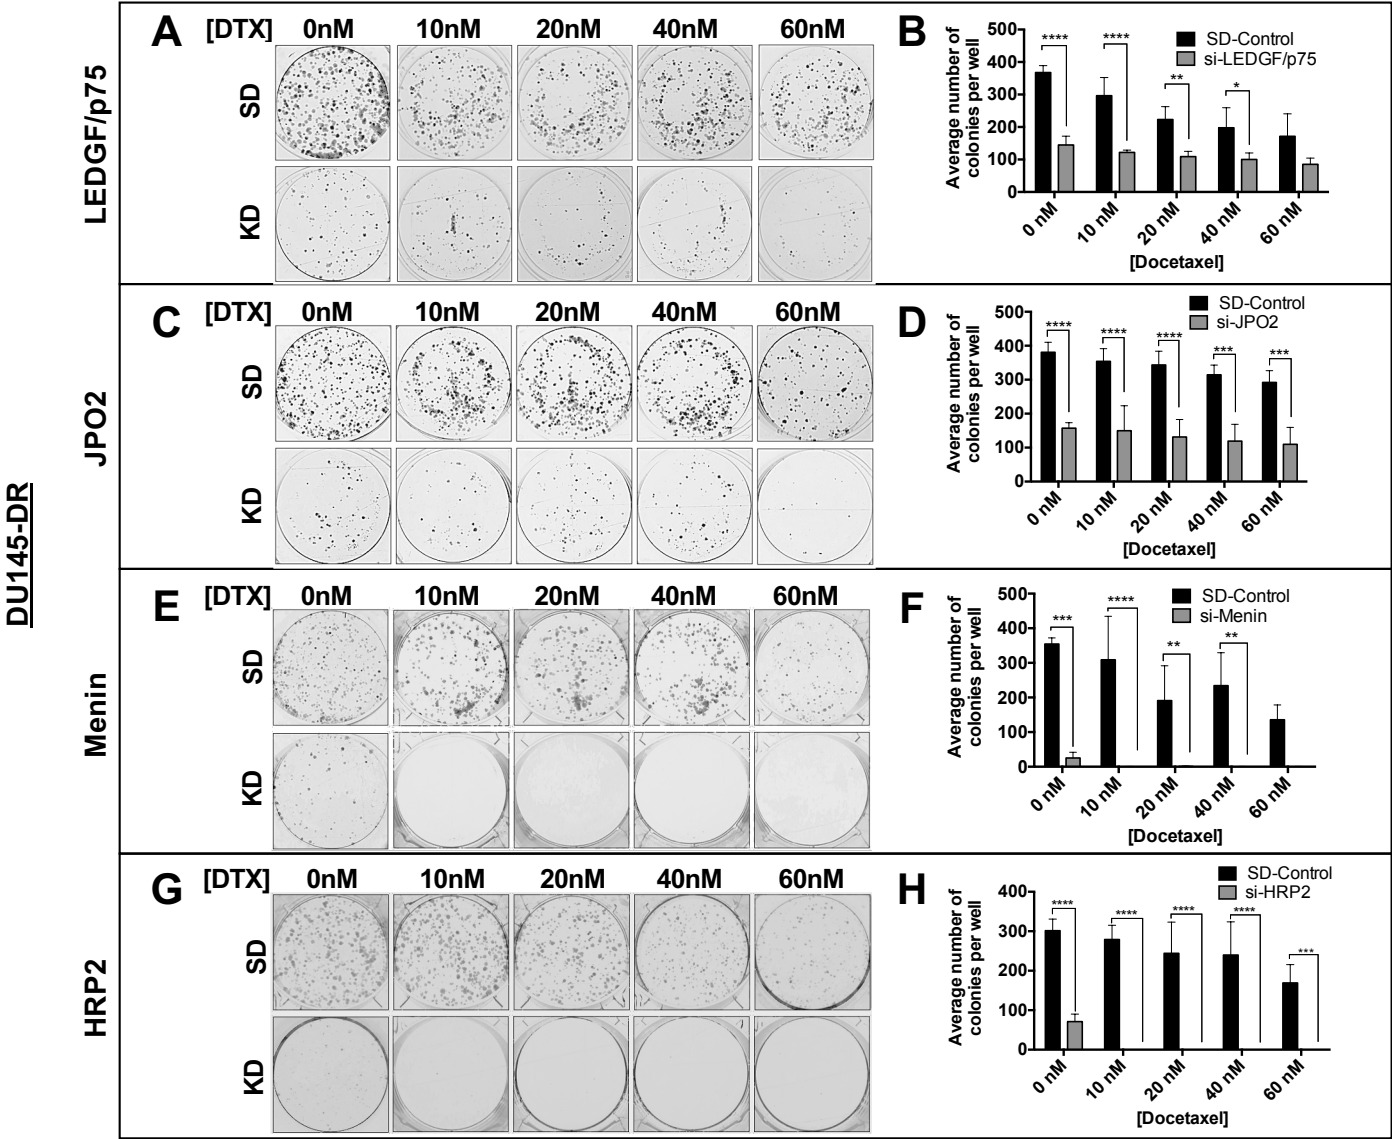 DU145-DR
LEDGF/p75
A [DTX] 0nM 10nM 20nM 40nM 60nM
SD
KD
B
SD-Control
si-LEDGF/p75
Average number of
colonies per well
500
400
300
200
100
0
**** **** ** *
0 nM 10 nM 20 nM 40 nM 60 nM
[Docetaxel]
JPO2
C [DTX] 0nM 10nM 20nM 40nM 60nM
SD
KD
D
SD-Control
si-JPO2
Average number of
colonies per well
500
400
300
200
100
0
**** **** **** *** ***
0 nM 10 nM 20 nM 40 nM 60 nM
[Docetaxel]
Menin
E [DTX] 0nM 10nM 20nM 40nM 60nM
SD
KD
F
SD-Control
si-Menin
Average number of
colonies per well
500
400
300
200
100
0
*** **** ** **
0 nM 10 nM 20 nM 40 nM 60 nM
[Docetaxel]
HRP2
G [DTX] 0nM 10nM 20nM 40nM 60nM
SD
KD
H
SD-Control
si-HRP2
Average number of
colonies per well
400
300
200
100
0
**** **** **** **** ***
0 nM 10 nM 20 nM 40 nM 60 nM
[Docetaxel]